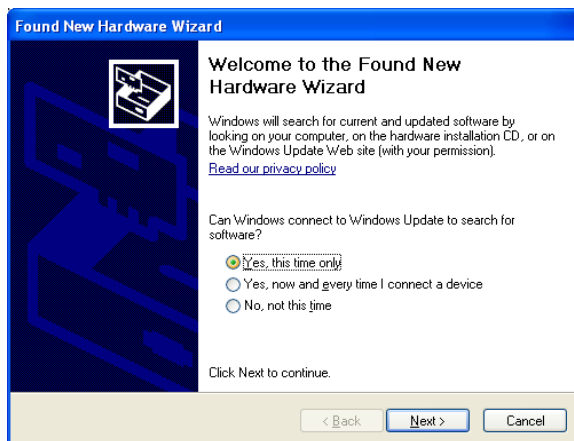 Found New Hardware Wizard
Welcome to the Found New
Hardware Wizard
Windows will search for current and updated software by
looking on your computer, on the hardware installation CD, or on
the Windows Update Web site (with your permission).
Read our privacy policy
Can Windows connect to Windows Update to search for
software?
Yes, this time only
Yes, now and every time I connect a device
No, not this time
Click Next to continue.
< Back
Next >
Cancel